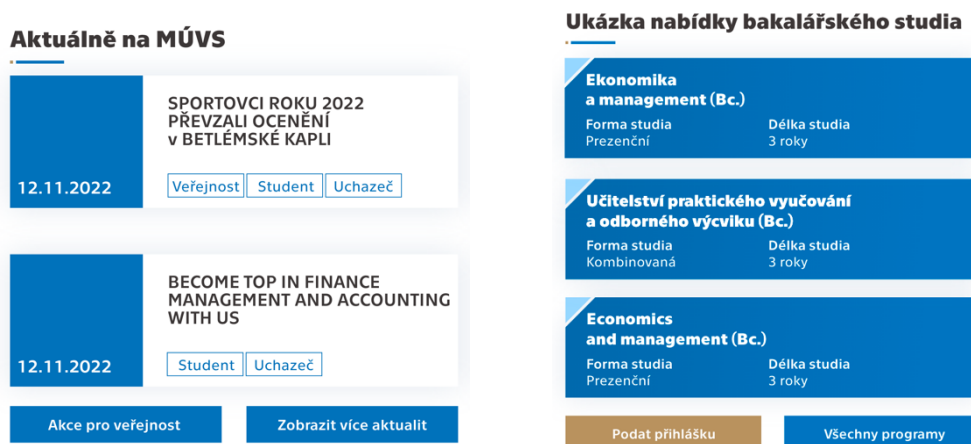 Aktuálně na MÚVS
SPORTOVCI ROKU 2022
PŘEVZALI OCENĚNÍ
v BETLÉMSKÉ KAPLI
12.11.2022
Veřejnost Student Uchazeč
BECOME TOP IN FINANCE
MANAGEMENT AND ACCOUNTING
WITH US
12.11.2022
Student Uchazeč
Akce pro veřejnost Zobrazit více aktualit
Ukázka nabídky bakalářského studia
Ekonomika
a management (Bc.)
Forma studia Délka studia
Prezenční 3 roky
Učitelství praktického vyučování
a odborného výcviku (Bc.)
Forma studia Délka studia
Kombinovaná 3 roky
Economics
and management (Bc.)
Forma studia Délka studia
Prezenční 3 roky
Podat přihlášku Všechny programy